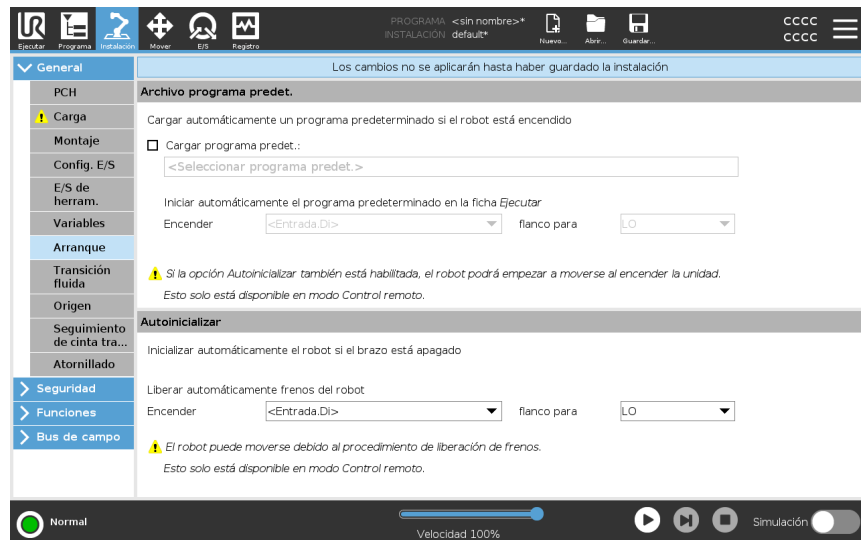 PROGRAMA <sin nombre>*
INSTALACIÓN default*
CCCC
CCCC
Ejecutar Programa Instalación Mover E/S Registro Nuevo... Abrir... Guardar...
General
PCH
Carga
Montaje
Config. E/S
E/S de
herram.
Variables
Arranque
Transición
fluida
Origen
Seguimiento
de cinta tra...
Atornillado
Seguridad
Funciones
Bus de campo
Los cambios no se aplicarán hasta haber guardado la instalación
Archivo programa predet.
Cargar automáticamente un programa predeterminado si el robot está encendido
Cargar programa predet.:
<Seleccionar programa predet.>
Iniciar automáticamente el programa predeterminado en la ficha Ejecutar
Encender <Entrada.Di> flanco para LO
Si la opción Autoinicializar también está habilitada, el robot podrá empezar a moverse al encender la unidad.
Esto solo está disponible en modo Control remoto.
Autoinicializar
Inicializar automáticamente el robot si el brazo está apagado
Liberar automáticamente frenos del robot
Encender <Entrada.Di> flanco para LO
El robot puede moverse debido al procedimiento de liberación de frenos.
Esto solo está disponible en modo Control remoto.
Normal
Velocidad 100%
Simulación